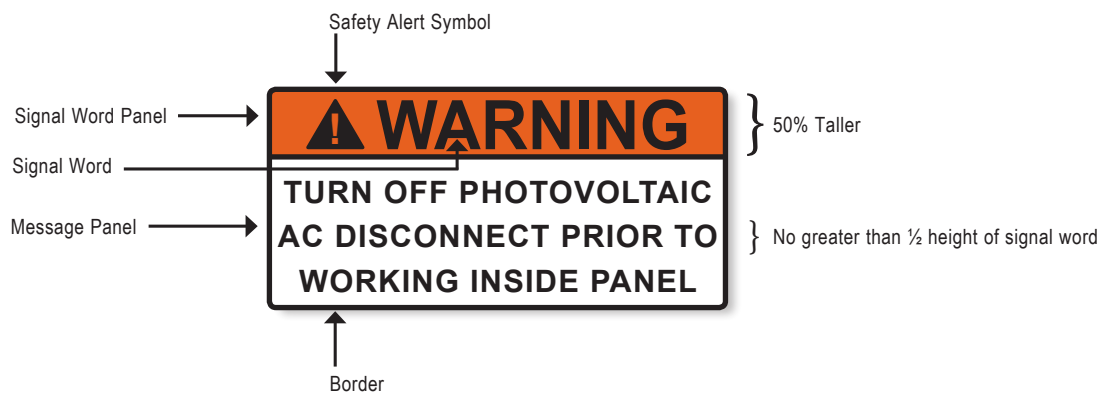 Safety Alert Symbol
Signal Word Panel
WARNING
50% Taller
Signal Word
TURN OFF PHOTOVOLTAIC
Message Panel
AC DISCONNECT PRIOR TO
No greater than ½ height of signal word
WORKING INSIDE PANEL
Border